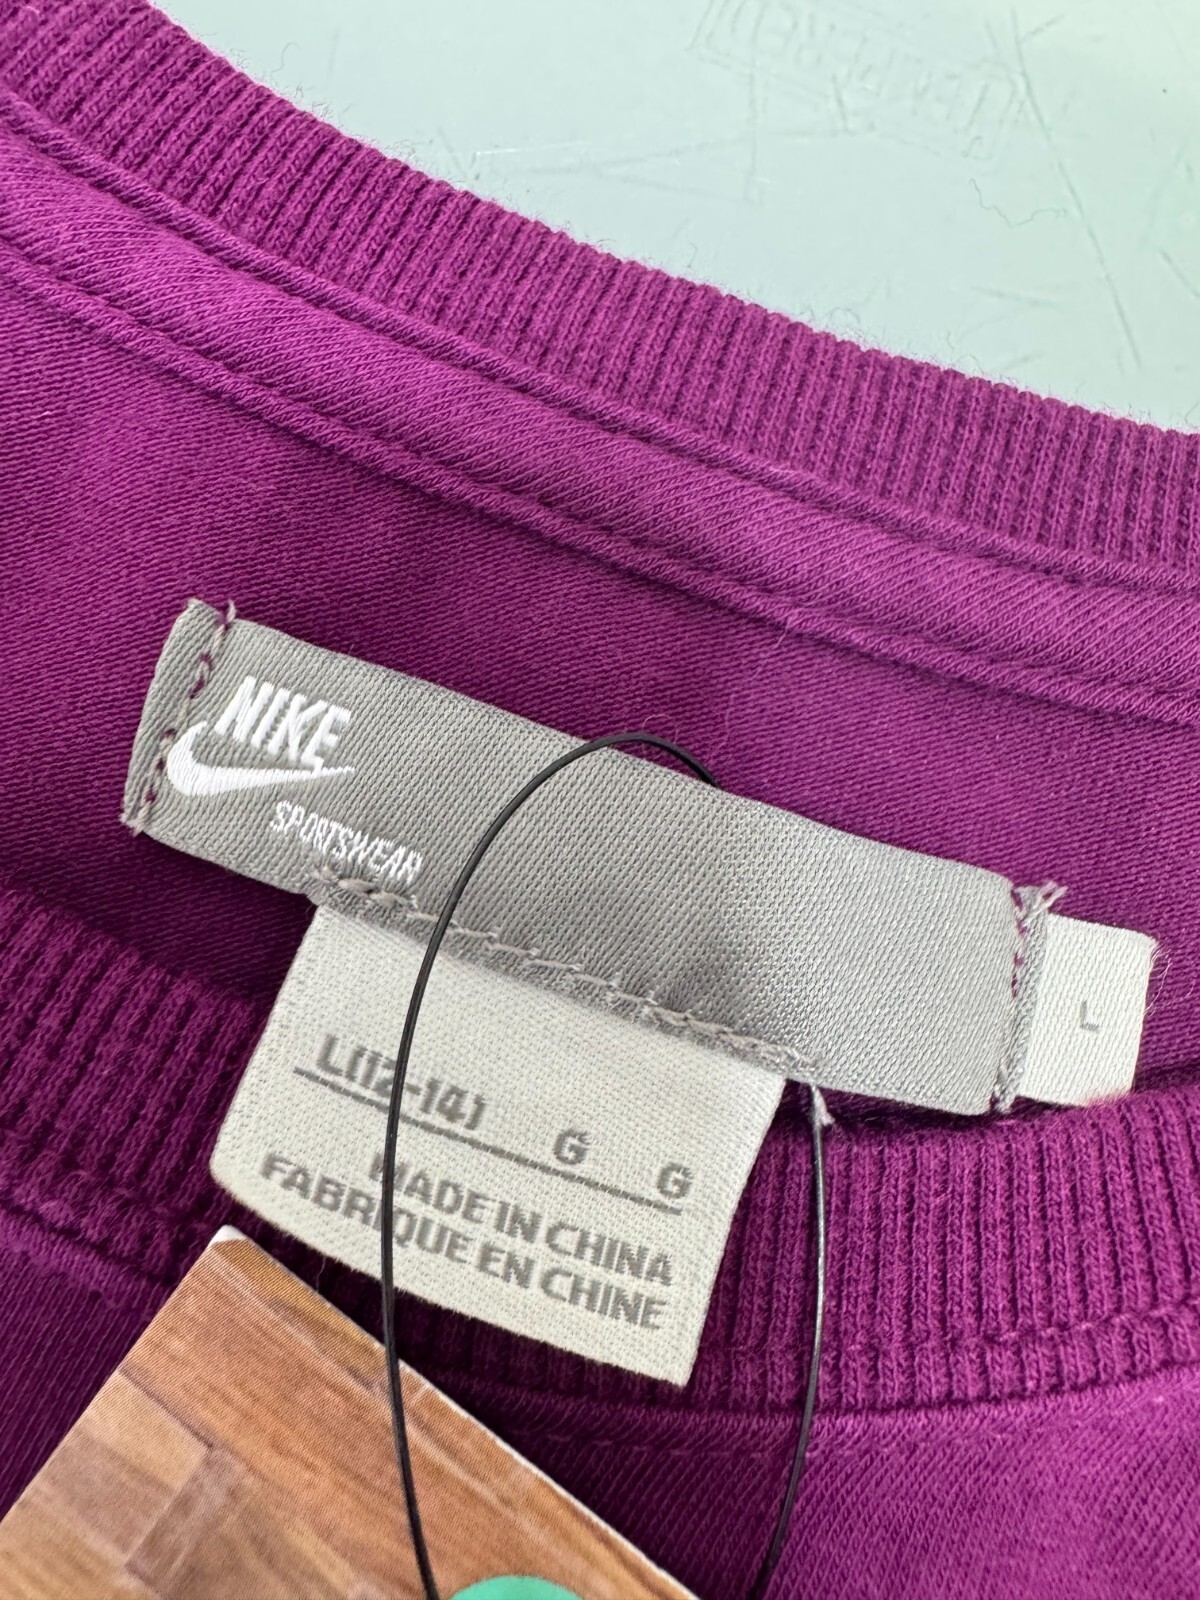 NIKE
SPORTSWEAR
L
L(12-14) G G
MADE IN CHINA
FABRIQUE EN CHINE